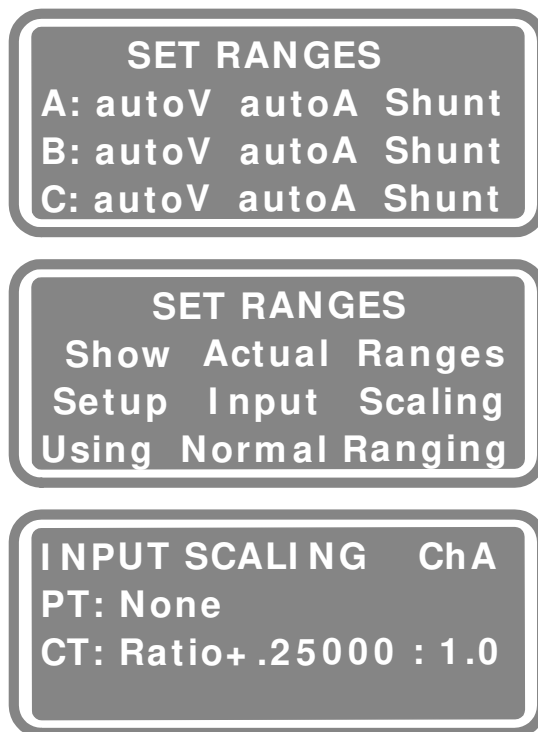 SET RANGES
A: autoV autoA Shunt
B: autoV autoA Shunt
C: autoV autoA Shunt
SET RANGES
Show Actual Ranges
Setup Input Scaling
Using Normal Ranging
INPUT SCALING ChA
PT: None
CT: Ratio+.25000 : 1.0